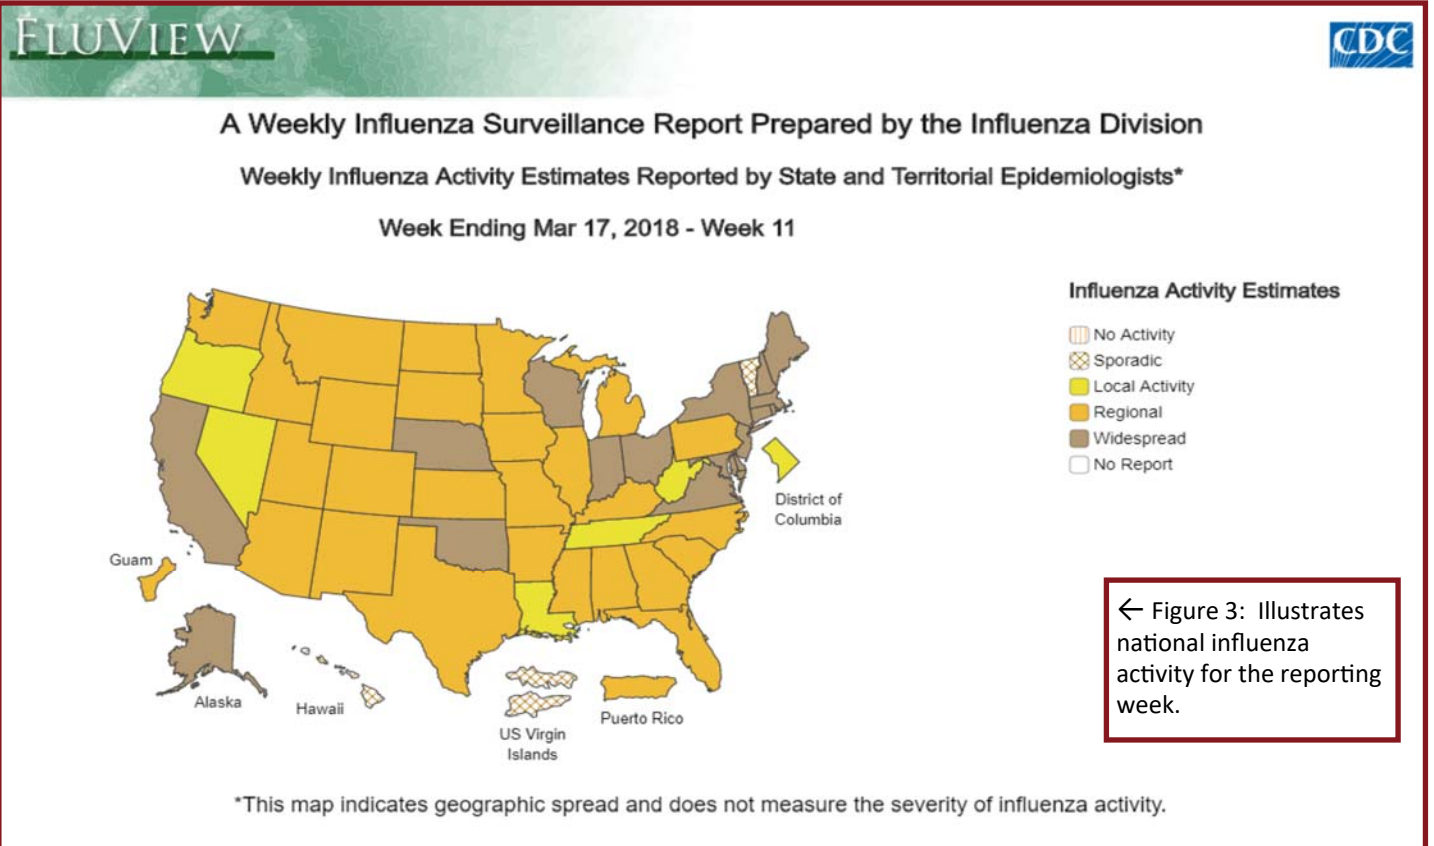 FLUVIEW
CDC
A Weekly Influenza Surveillance Report Prepared by the Influenza Division
Weekly Influenza Activity Estimates Reported by State and Territorial Epidemiologists*
Week Ending Mar 17, 2018 - Week 11
Influenza Activity Estimates
No Activity
Sporadic
Local Activity
Regional
Widespread
No Report
District of
Columbia
Guam
Alaska
Hawaii
US Virgin
Islands
Puerto Rico
← Figure 3: Illustrates
national influenza
activity for the reporting
week.
*This map indicates geographic spread and does not measure the severity of influenza activity.